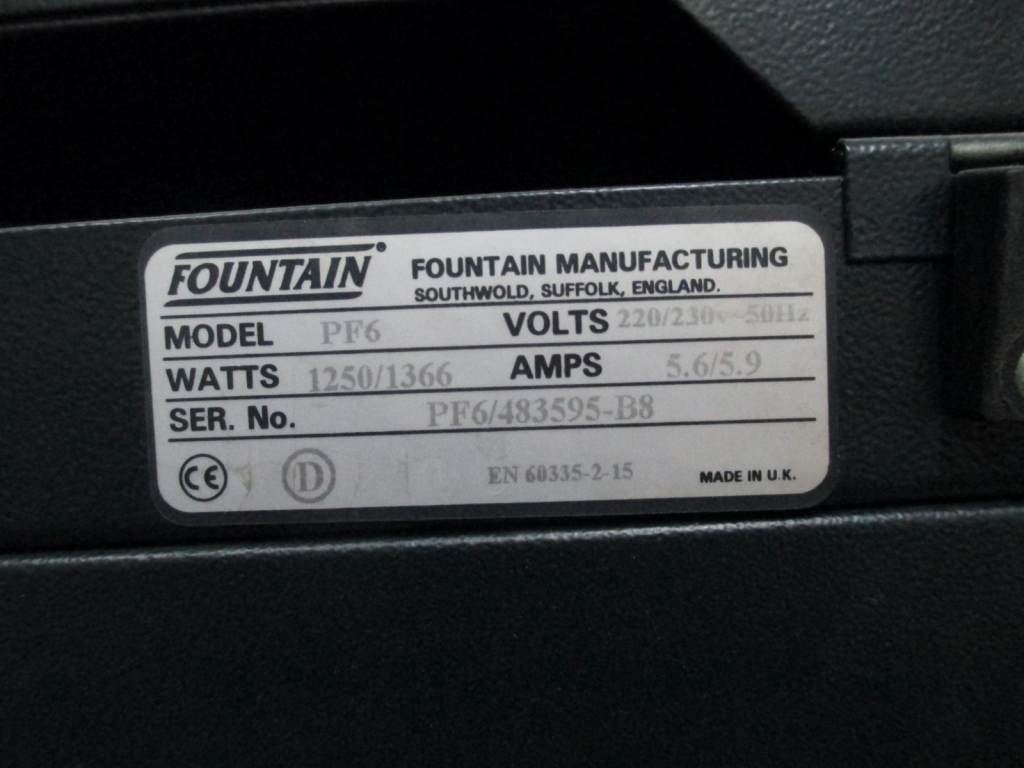 FOUNTAIN® FOUNTAIN MANUFACTURING
SOUTHWOLD, SUFFOLK, ENGLAND.
MODEL PF6 VOLTS 220/230v~50Hz
WATTS 1250/1366 AMPS 5.6/5.9
SER. No. PF6/483595-B8
CE D EN 60335-2-15 MADE IN U.K.